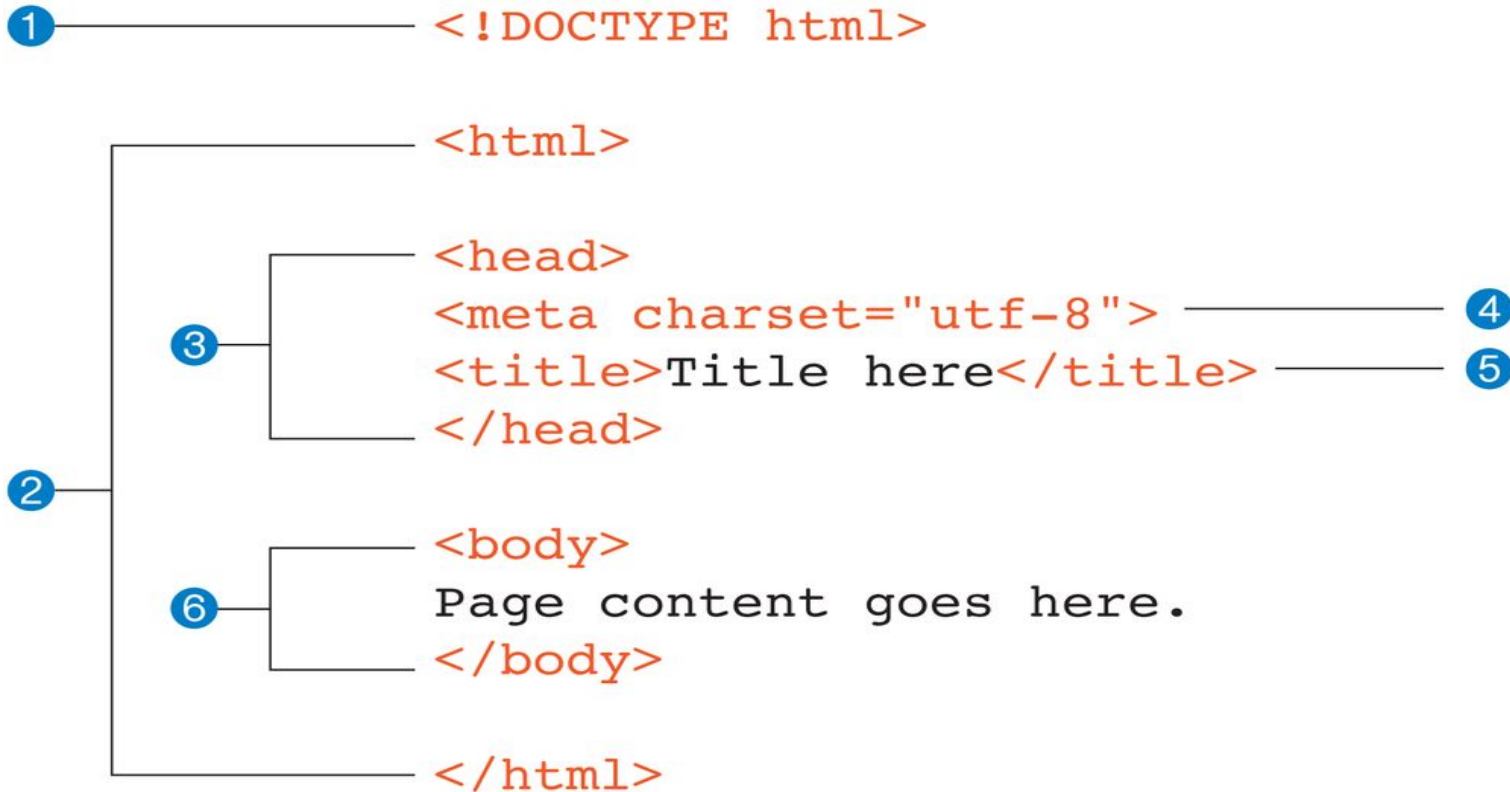 1 <!DOCTYPE html>
<html>
<head>
<meta charset="utf-8"> 4
3
<title>Title here</title> 5
</head>
2
<body>
6 Page content goes here.
</body>
</html>